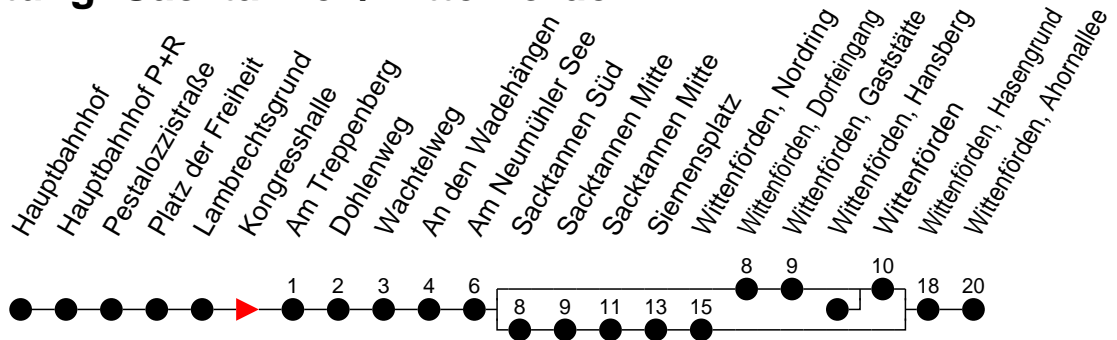 Hauptbahnhof
Hauptbahnhof P+R
Pestalozzistraße
Platz der Freiheit
Lambrechtsgrund
Kongresshalle
Am Treppenberg
Dohlenweg
Wachtelweg
An den Wadehängen
Am Neumühler See
Sacktannen Süd
Sacktannen Mitte
Sacktannen Mitte
Siemensplatz
Wittenförden, Nordring
Wittenförden, Dorfeingang
Wittenförden, Gaststätte
Wittenförden, Hansberg
Wittenförden
Wittenförden, Hasengrund
Wittenförden, Ahornallee
8 9 10
1 2 3 4 6 8 9 11 13 15 18 20